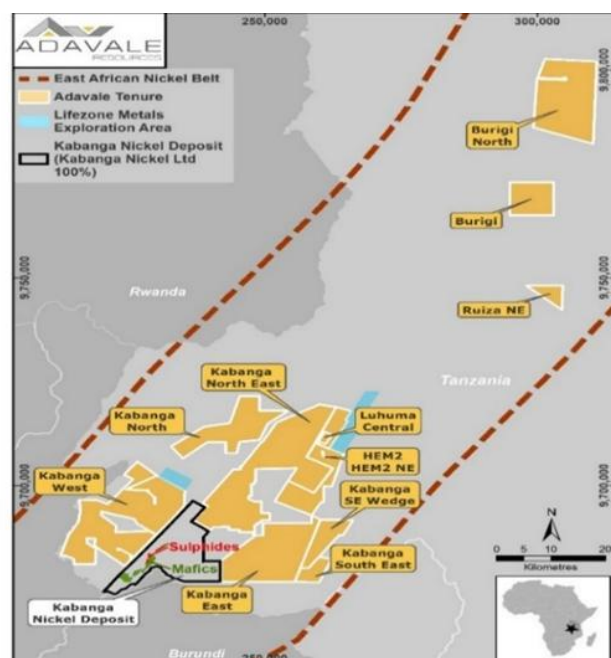 250,000
300,000
ADAVALE
RESOURCES
East African Nickel Belt
Adavale Tenure
Lifezone Metals
Exploration Area
Kabanga Nickel Deposit
(Kabanga Nickel Ltd
100%)
9,800,000
Burigi
North
Burigi
9,750,000
9,750,000
Ruiza NE
Rwanda
Tanzania
Kabanga
North East
Kabanga
North
Luhuma
Central
HEM2
HEM2 NE
Kabanga
West
Kabanga
SE Wedge
9,700,000
9,700,000
Sulphides
Mafics
Kabanga
South East
Kabanga
East
Kabanga
Nickel Deposit
Burundi
N
0
10
20
Kilometres
250,000